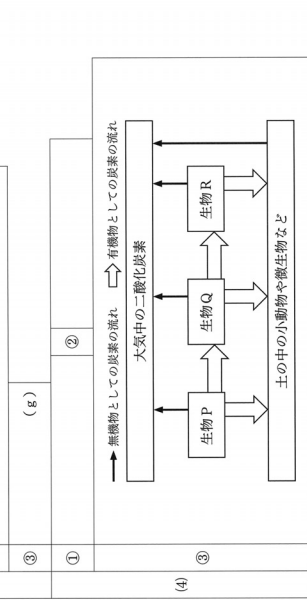 ③
(g)
(4)
①
②
③
→ 無機物としての炭素の流れ ⇨ 有機物としての炭素の流れ
大気中の二酸化炭素
生物P
生物Q
生物R
土の中の小動物や微生物など